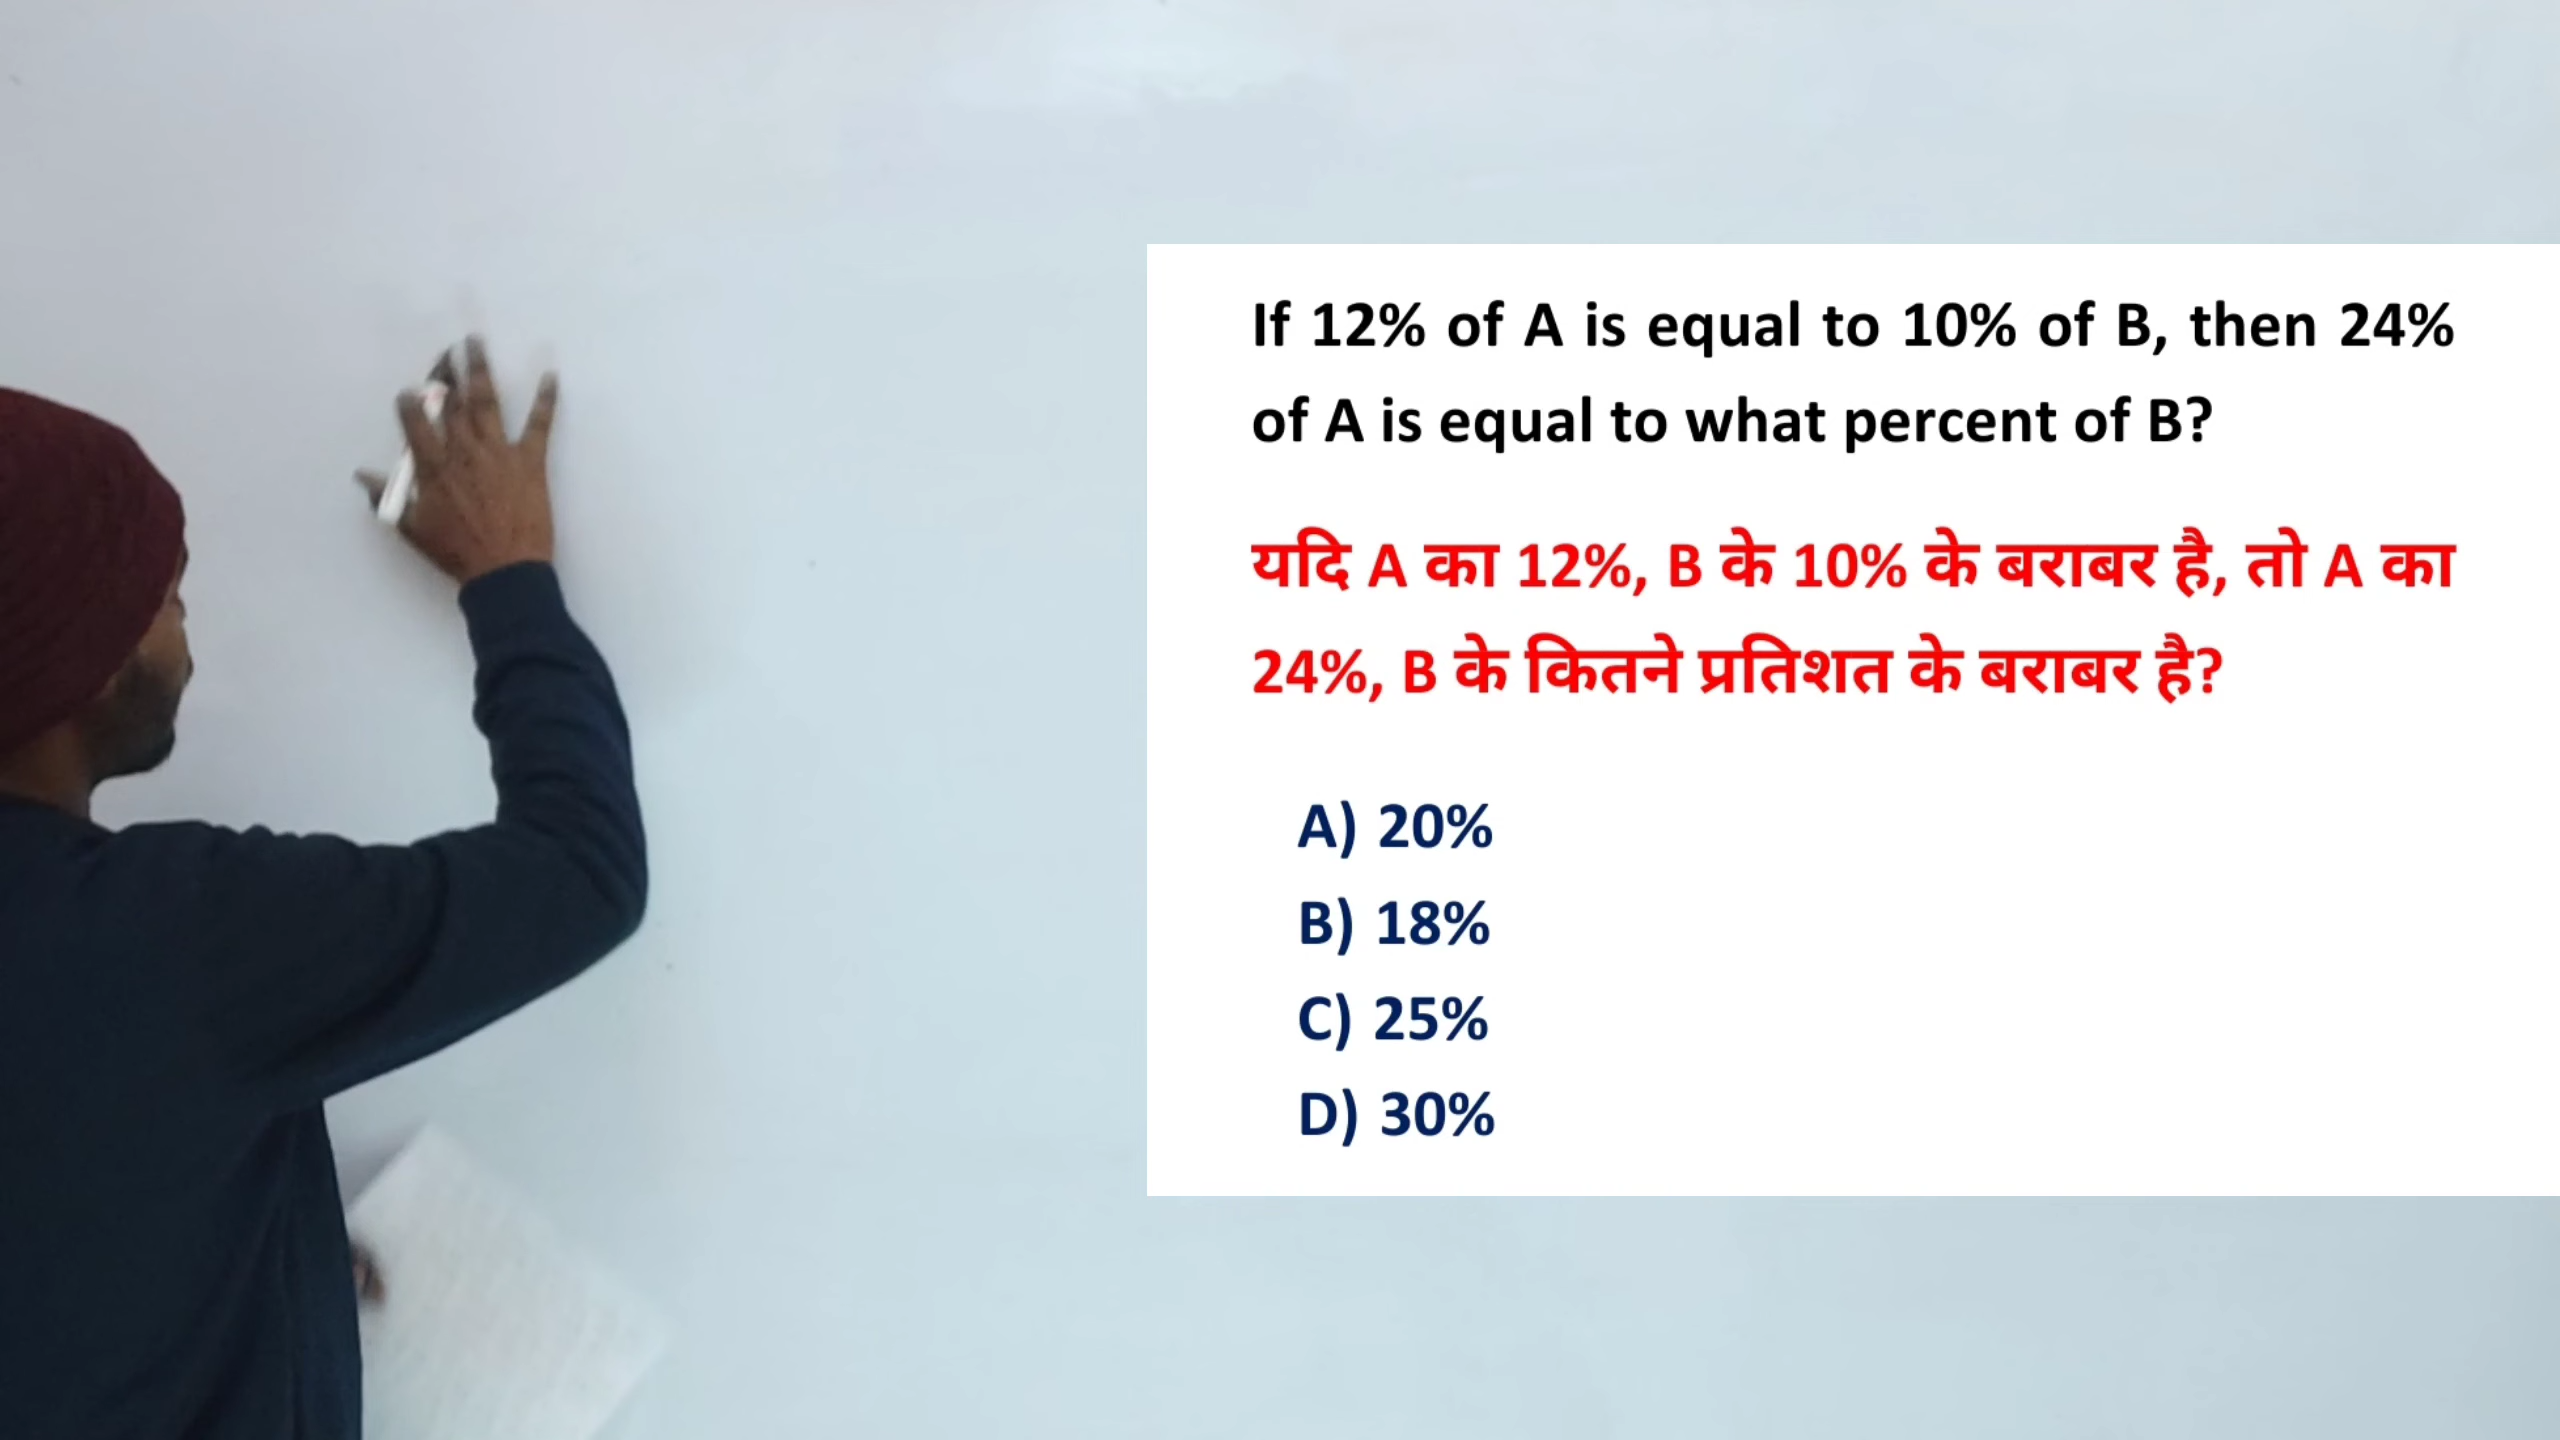 If 12% of A is equal to 10% of B, then 24%
of A is equal to what percent of B?
यदि A का 12%, B के 10% के बराबर है, तो A का
24%, B के कितने प्रतिशत के बराबर है?
A) 20%
B) 18%
C) 25%
D) 30%